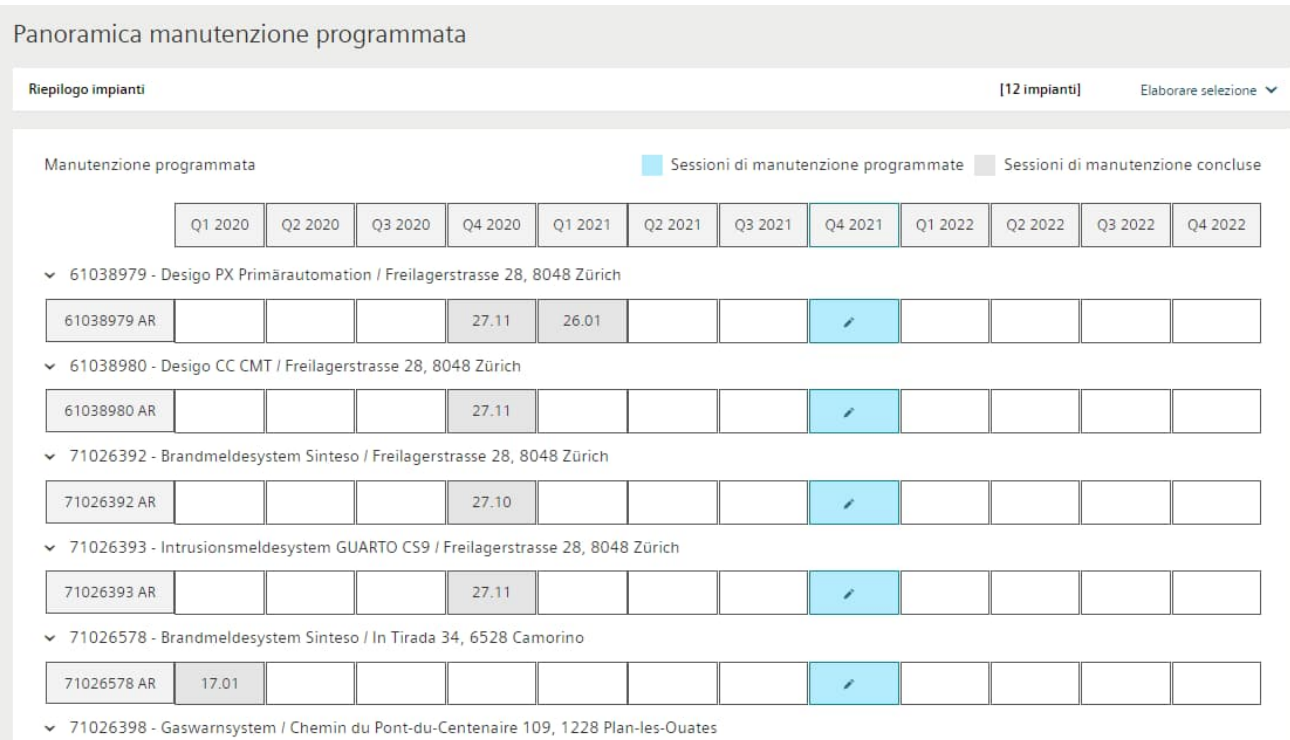 Panoramica manutenzione programmata
Riepilogo impianti [12 impianti] Elaborare selezione
Manutenzione programmata Sessioni di manutenzione programmate Sessioni di manutenzione concluse
Q1 2020 Q2 2020 Q3 2020 Q4 2020 Q1 2021 Q2 2021 Q3 2021 Q4 2021 Q1 2022 Q2 2022 Q3 2022 Q4 2022
61038979 - Desigo PX Primärautomation / Freilagerstrasse 28, 8048 Zürich
61038979 AR 27.11 26.01
61038980 - Desigo CC CMT / Freilagerstrasse 28, 8048 Zürich
61038980 AR 27.11
71026392 - Brandmeldesystem Sinteso / Freilagerstrasse 28, 8048 Zürich
71026392 AR 27.10
71026393 - Intrusionsmeldesystem GUARTO CS9 / Freilagerstrasse 28, 8048 Zürich
71026393 AR 27.11
71026578 - Brandmeldesystem Sinteso / In Tirada 34, 6528 Camorino
71026578 AR 17.01
71026398 - Gaswarnsystem / Chemin du Pont-du-Centenaire 109, 1228 Plan-les-Ouates